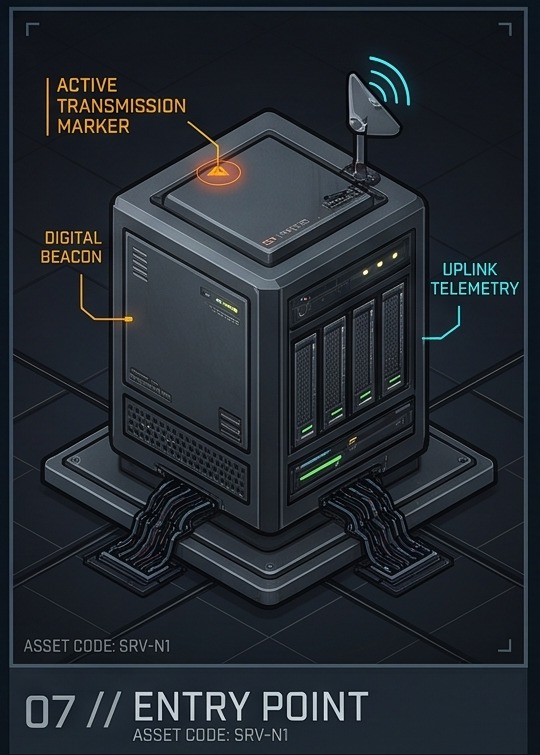 ACTIVE
TRANSMISSION
MARKER
DIGITAL
BEACON
UPLINK
TELEMETRY
ASSET CODE: SRV-N1
07 // ENTRY POINT
ASSET CODE: SRV-N1